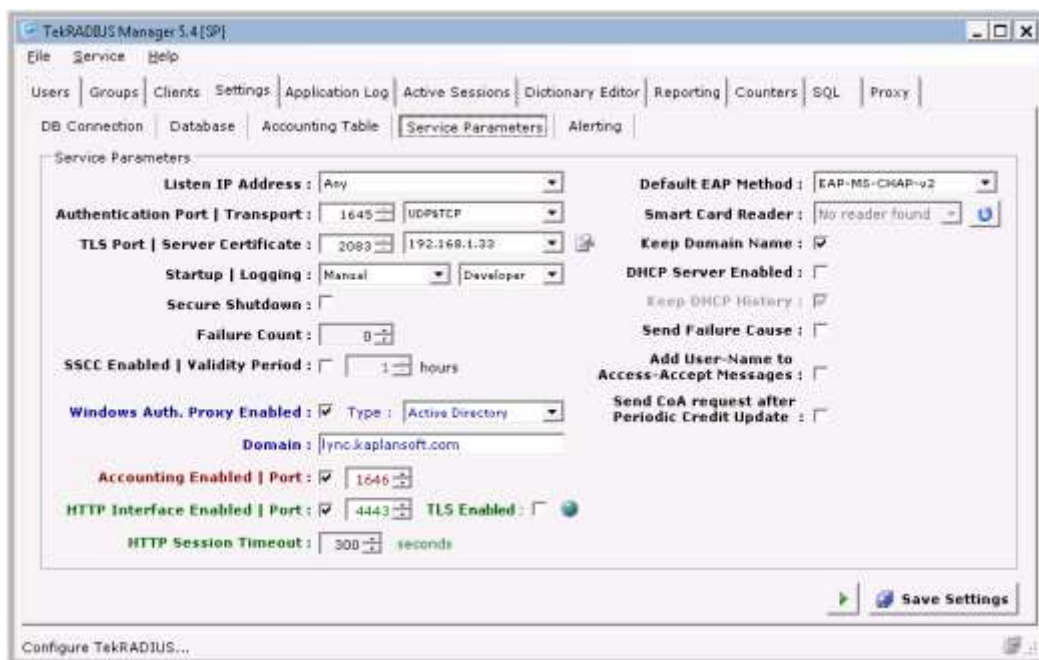 TekRADIUS Manager 5.4 [SP]
File Service Help
Users Groups Clients Settings Application Log Active Sessions Dictionary Editor Reporting Counters SQL Proxy
DB Connection Database Accounting Table Service Parameters Alerting
Service Parameters
Listen IP Address : Any
Authentication Port | Transport : 1645 UDP&TCP
TLS Port | Server Certificate : 2083 192.168.1.33
Startup | Logging : Manual Developer
Secure Shutdown :
Failure Count : 0
SSCC Enabled | Validity Period : 1 hours
Windows Auth. Proxy Enabled : Type : Active Directory
Domain : lync.kaplansoft.com
Accounting Enabled | Port : 1646
HTTP Interface Enabled | Port : 4443 TLS Enabled :
HTTP Session Timeout : 300 seconds
Default EAP Method : EAP-MS-CHAP-v2
Smart Card Reader : No reader found
Keep Domain Name :
DHCP Server Enabled :
Keep DHCP History :
Send Failure Cause :
Add User-Name to
Access-Accept Messages :
Send CoA request after
Periodic Credit Update :
Save Settings
Configure TekRADIUS...